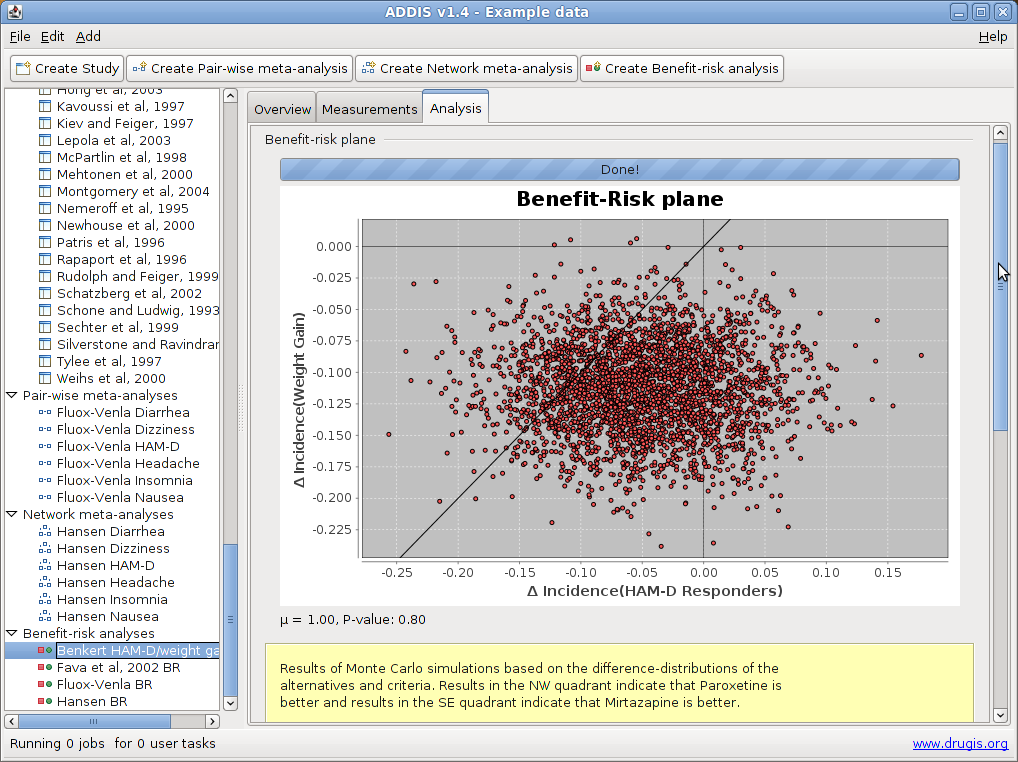 ADDIS v1.4 - Example data
File Edit Add Help
Create Study Create Pair-wise meta-analysis Create Network meta-analysis Create Benefit-risk analysis
Hong et al, 2003
Kavoussi et al, 1997
Kiev and Feiger, 1997
Lepola et al, 2003
McPartlin et al, 1998
Mehtonen et al, 2000
Montgomery et al, 2004
Nemeroff et al, 1995
Newhouse et al, 2000
Patris et al, 1996
Rapaport et al, 1996
Rudolph and Feiger, 1999
Schatzberg et al, 2002
Schone and Ludwig, 1993
Sechter et al, 1999
Silverstone and Ravindrar
Tylee et al, 1997
Weihs et al, 2000
Pair-wise meta-analyses
Fluox-Venla Diarrhea
Fluox-Venla Dizziness
Fluox-Venla HAM-D
Fluox-Venla Headache
Fluox-Venla Insomnia
Fluox-Venla Nausea
Network meta-analyses
Hansen Diarrhea
Hansen Dizziness
Hansen HAM-D
Hansen Headache
Hansen Insomnia
Hansen Nausea
Benefit-risk analyses
Benkert HAM-D/weight ga
Fava et al, 2002 BR
Fluox-Venla BR
Hansen BR
Overview Measurements Analysis
Benefit-risk plane
Done!
Benefit-Risk plane
Δ Incidence(Weight Gain)
0.000
-0.025
-0.050
-0.075
-0.100
-0.125
-0.150
-0.175
-0.200
-0.225
-0.25 -0.20 -0.15 -0.10 -0.05 0.00 0.05 0.10 0.15
Δ Incidence(HAM-D Responders)
μ = 1.00, P-value: 0.80
Results of Monte Carlo simulations based on the difference-distributions of the
alternatives and criteria. Results in the NW quadrant indicate that Paroxetine is
better and results in the SE quadrant indicate that Mirtazapine is better.
Running 0 jobs for 0 user tasks
www.drugis.org